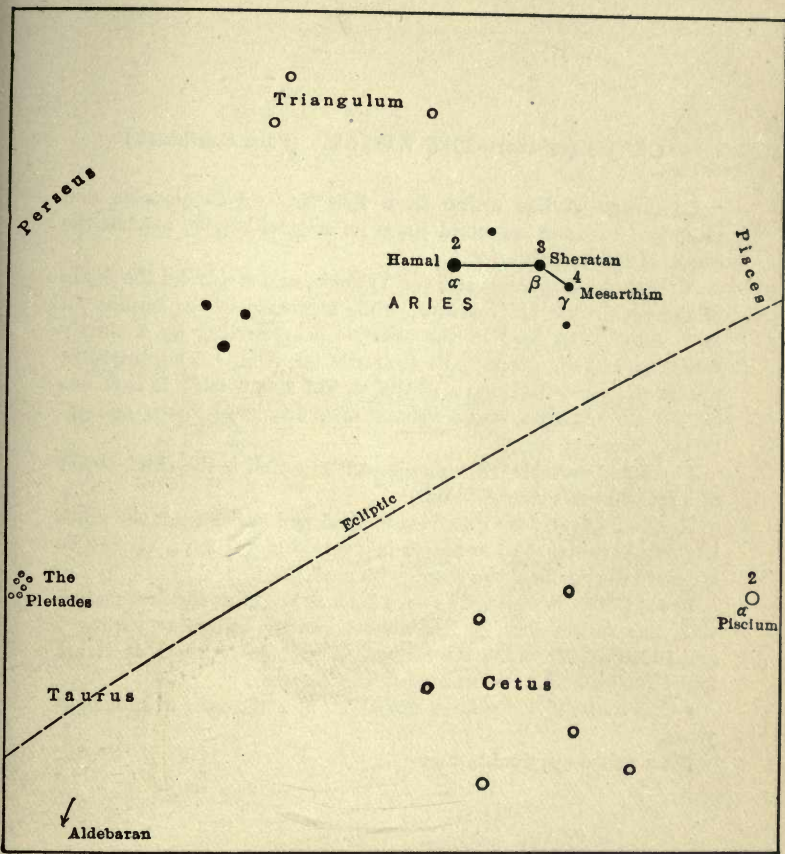 Triangulum
Perseus
Pisces
2
3
Hamal
Sheratan
4
α
β
γ
Mesarthim
ARIES
Ecliptic
The
Pleiades
2
α
Piscium
Taurus
Cetus
Aldebaran